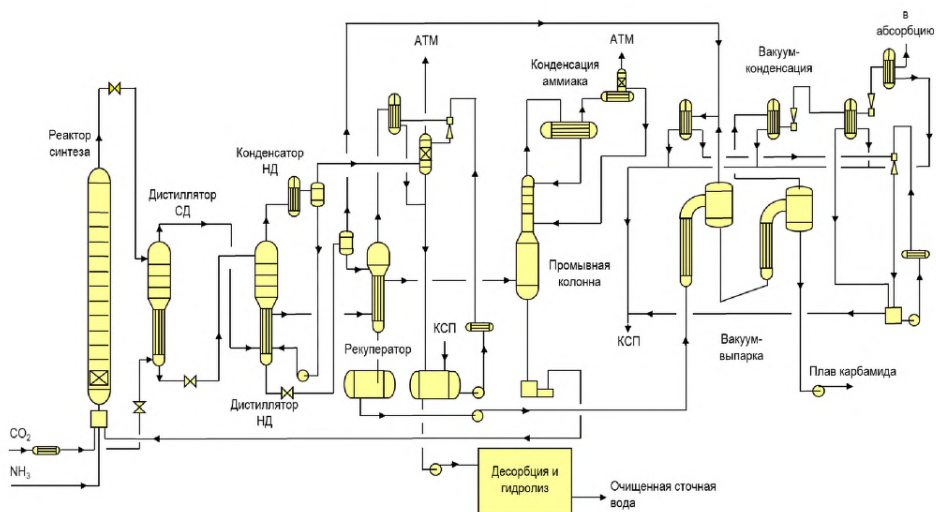 в
абсорбцию
АТМ
АТМ
Вакуум-
конденсация
Конденсация
аммиака
Реактор
синтеза
Конденсатор
НД
Дистиллятор
СД
Промывная
колонна
КСП
КСП
Рекуператор
Вакуум-
выпарка
Плав карбамида
Дистиллятор
НД
CO2
NH3
Десорбция и
гидролиз
Очищенная сточная
вода